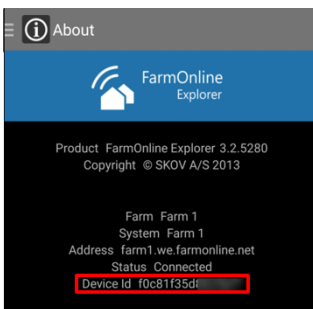 About
FarmOnline
Explorer
Product FarmOnline Explorer 3.2.5280
Copyright © SKOV A/S 2013
Farm Farm 1
System Farm 1
Address farm1.we.farmonline.net
Status Connected
Device Id